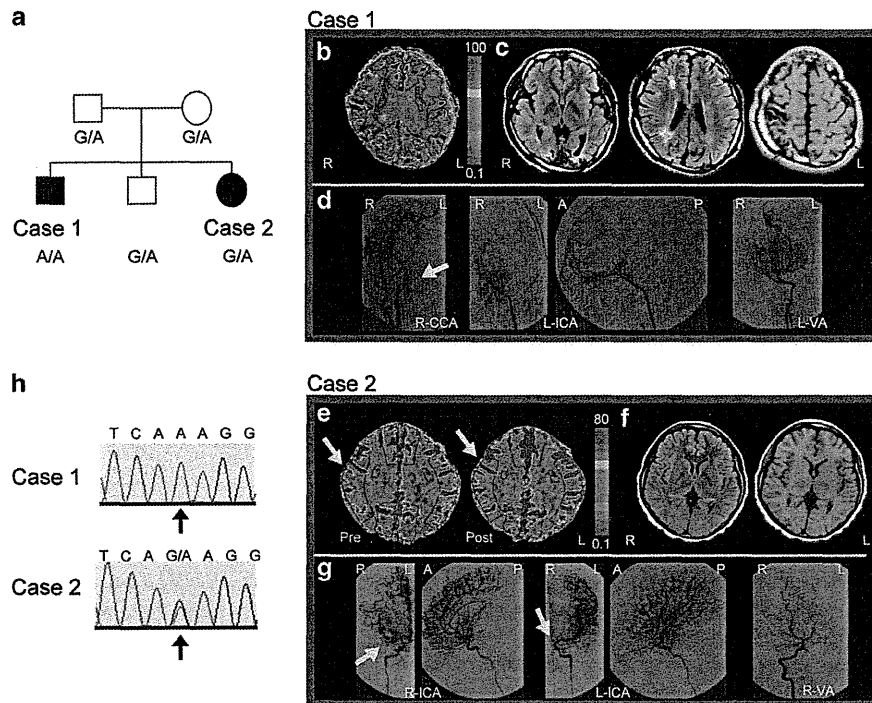 a
G/A
G/A
Case 1
Case 2
A/A
G/A
G/A
Case 1
b
100
0.1
R
L
c
R
L
d
R
L
R-CCA
R
L
A
P
L-ICA
R
L
L-VA
h
T C A A A G G
Case 1
T C A G/A A G G
Case 2
Case 2
e
Pre
Post
L
80
0.1
f
R
L
g
R
L
A
P
R-ICA
R
L
A
P
L-ICA
R
L
R-VA